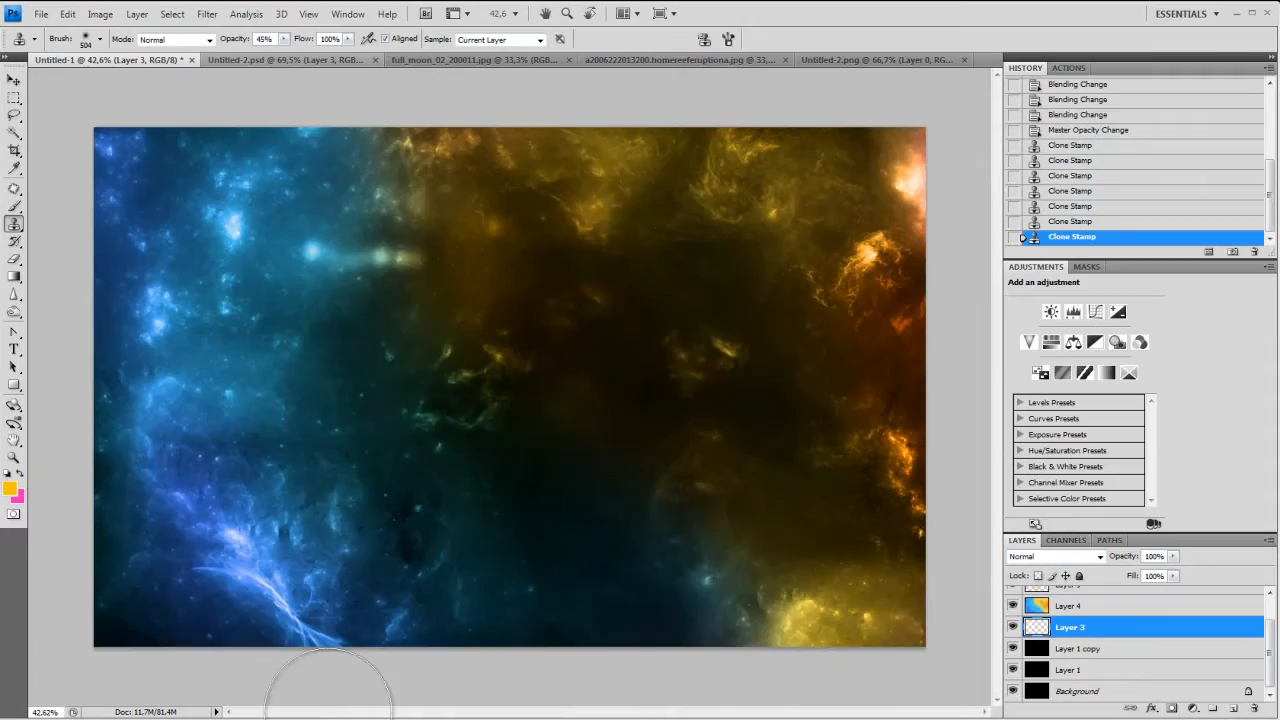 Ps File Edit Image Layer Select Filter Analysis 3D View Window Help Br 42,6 ESSENTIALS
Brush: 504 Mode: Normal Opacity: 45% Flow: 100% Aligned Sample: Current Layer
Untitled-1 @ 42,6% (Layer 3, RGB/8) * Untitled-2.psd @ 69,5% (Layer 3, RGB... full_moon_02_200011.jpg @ 33,3% (RGB... a2006222013200.homereeferuptiona.jpg @ 33,... Untitled-2.png @ 66,7% (Layer 0, RG...
HISTORY ACTIONS
Blending Change
Blending Change
Blending Change
Master Opacity Change
Clone Stamp
Clone Stamp
Clone Stamp
Clone Stamp
Clone Stamp
Clone Stamp
Clone Stamp
ADJUSTMENTS MASKS
Add an adjustment
Levels Presets
Curves Presets
Exposure Presets
Hue/Saturation Presets
Black & White Presets
Channel Mixer Presets
Selective Color Presets
LAYERS CHANNELS PATHS
Normal Opacity: 100%
Lock: Fill: 100%
Layer 4
Layer 3
Layer 1 copy
Layer 1
Background
42,62% Doc: 11,7M/81,4M